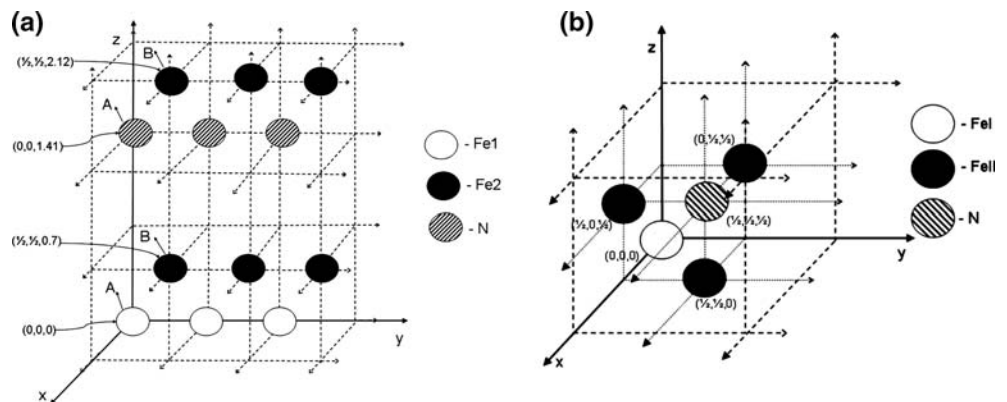 (a)
z
B
(½,½,2.12)
A
(0,0,1.41)
B
(½,½,0.7)
A
(0,0,0)
y
x
- Fe1
- Fe2
- N
(b)
z
(0,½,½)
(½,0,½)
(½,½,½)
(0,0,0)
y
(½,½,0)
x
- FeI
- FeII
- N